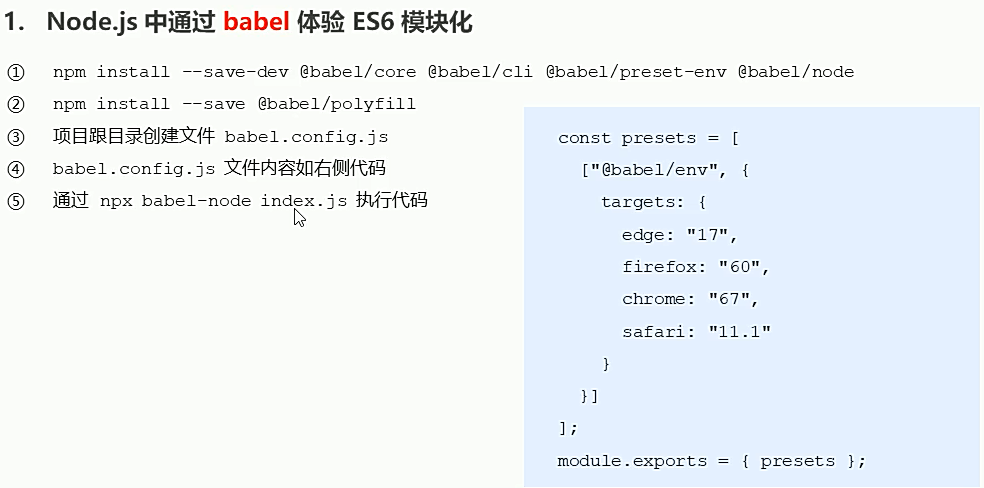 1. Node.js 中通过 babel 体验 ES6 模块化
① npm install --save-dev @babel/core @babel/cli @babel/preset-env @babel/node
② npm install --save @babel/polyfill
③ 项目跟目录创建文件 babel.config.js
④ babel.config.js 文件内容如右侧代码
⑤ 通过 npx babel-node index.js 执行代码
const presets = [
["@babel/env", {
targets: {
edge: "17",
firefox: "60",
chrome: "67",
safari: "11.1"
}
}]
];
module.exports = { presets };